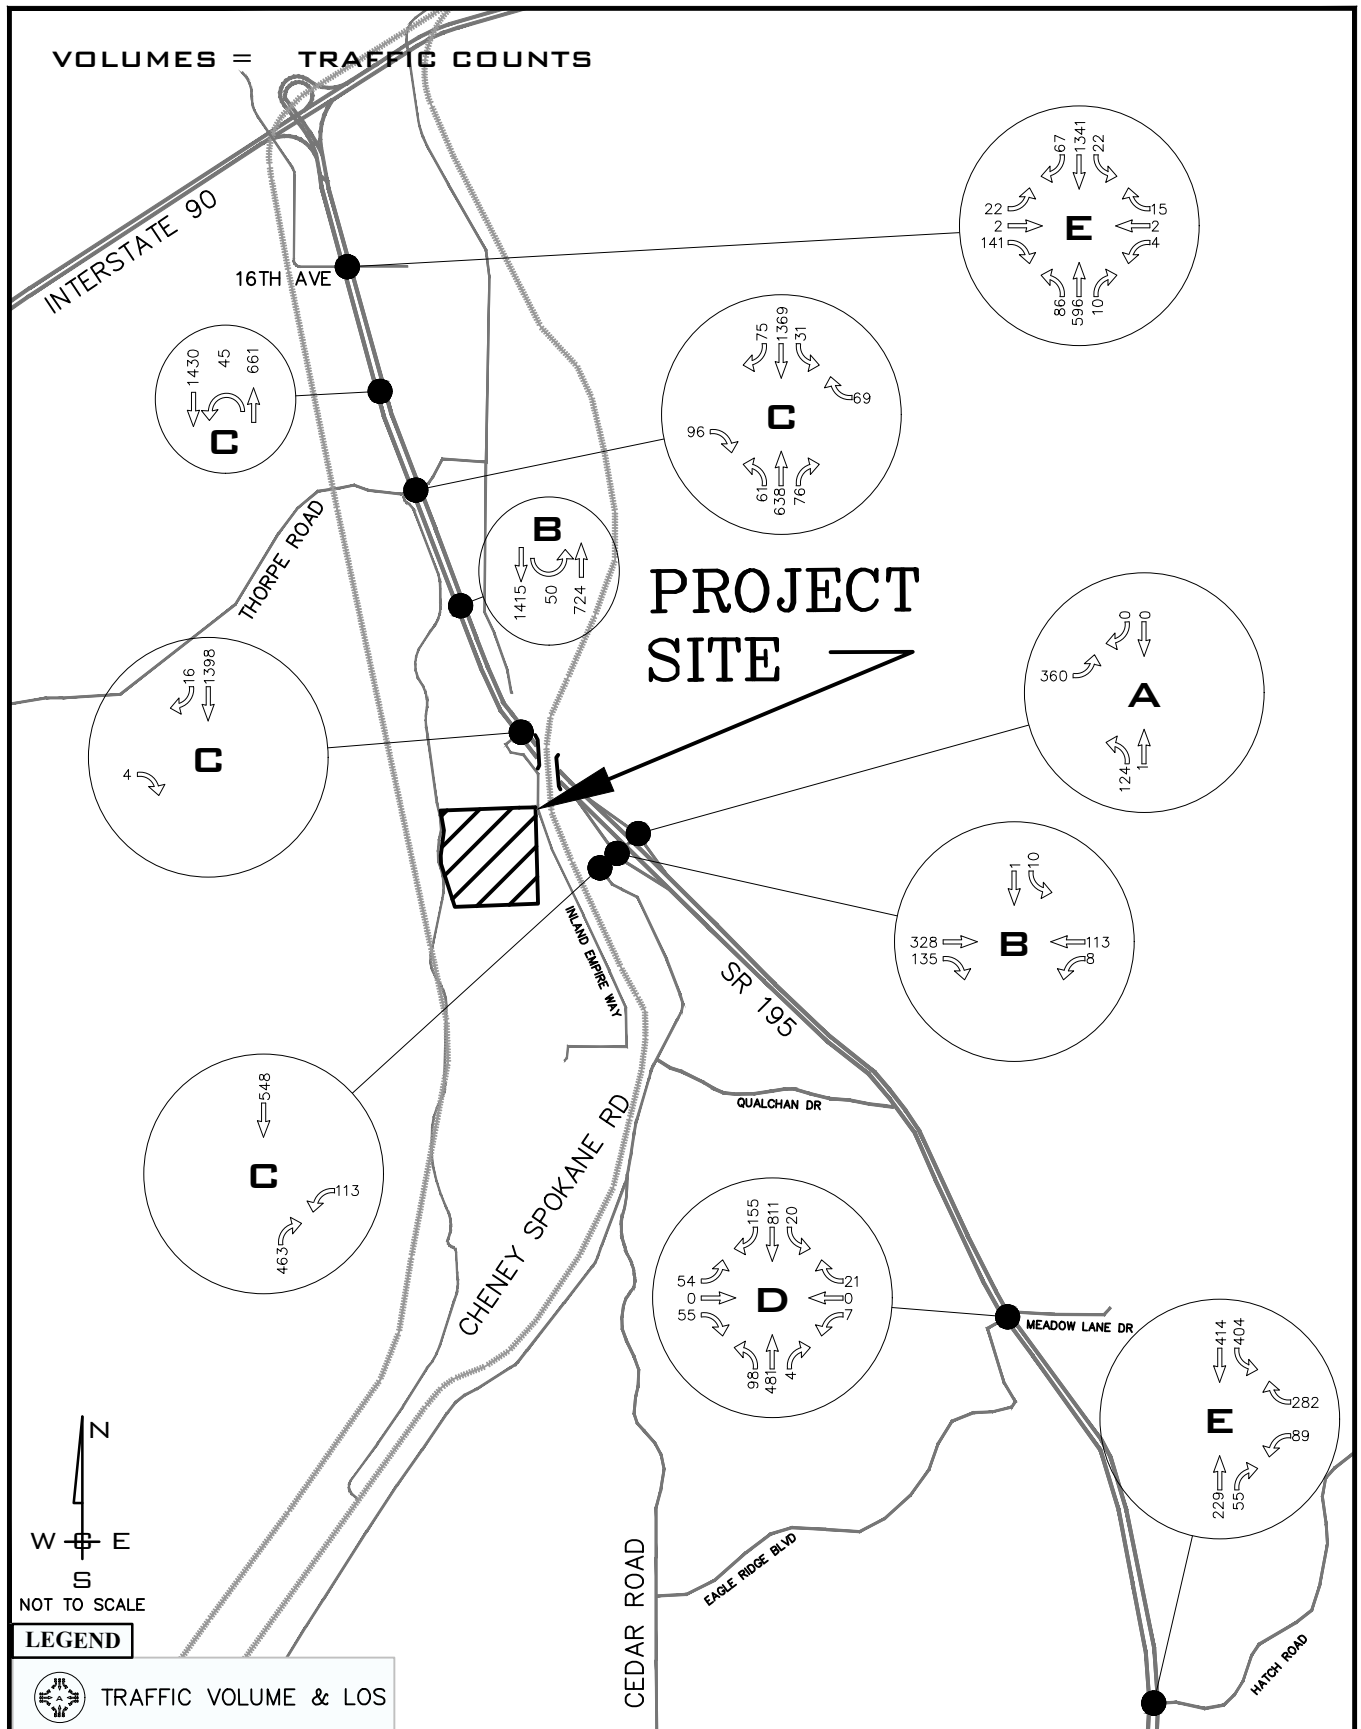 VOLUMES = TRAFFIC COUNTS
INTERSTATE 90
16TH AVE
67
1341
22
22
2
141
E
15
2
4
86
596
10
1430
45
661
C
75
1369
31
69
C
96
61
638
76
THORPE ROAD
B
1415
50
724
PROJECT
SITE
16
1398
C
4
0
0
360
A
124
1
1
10
328
135
B
113
8
INLAND EMPIRE WAY
SR 195
QUALCHAN DR
548
C
113
463
CHENEY SPOKANE RD
155
811
20
54
0
55
D
21
0
7
98
481
4
MEADOW LANE DR
414
404
282
E
89
229
55
N
W G E
S
NOT TO SCALE
CEDAR ROAD
EAGLE RIDGE BLVD
HATCH ROAD
LEGEND
A
TRAFFIC VOLUME & LOS